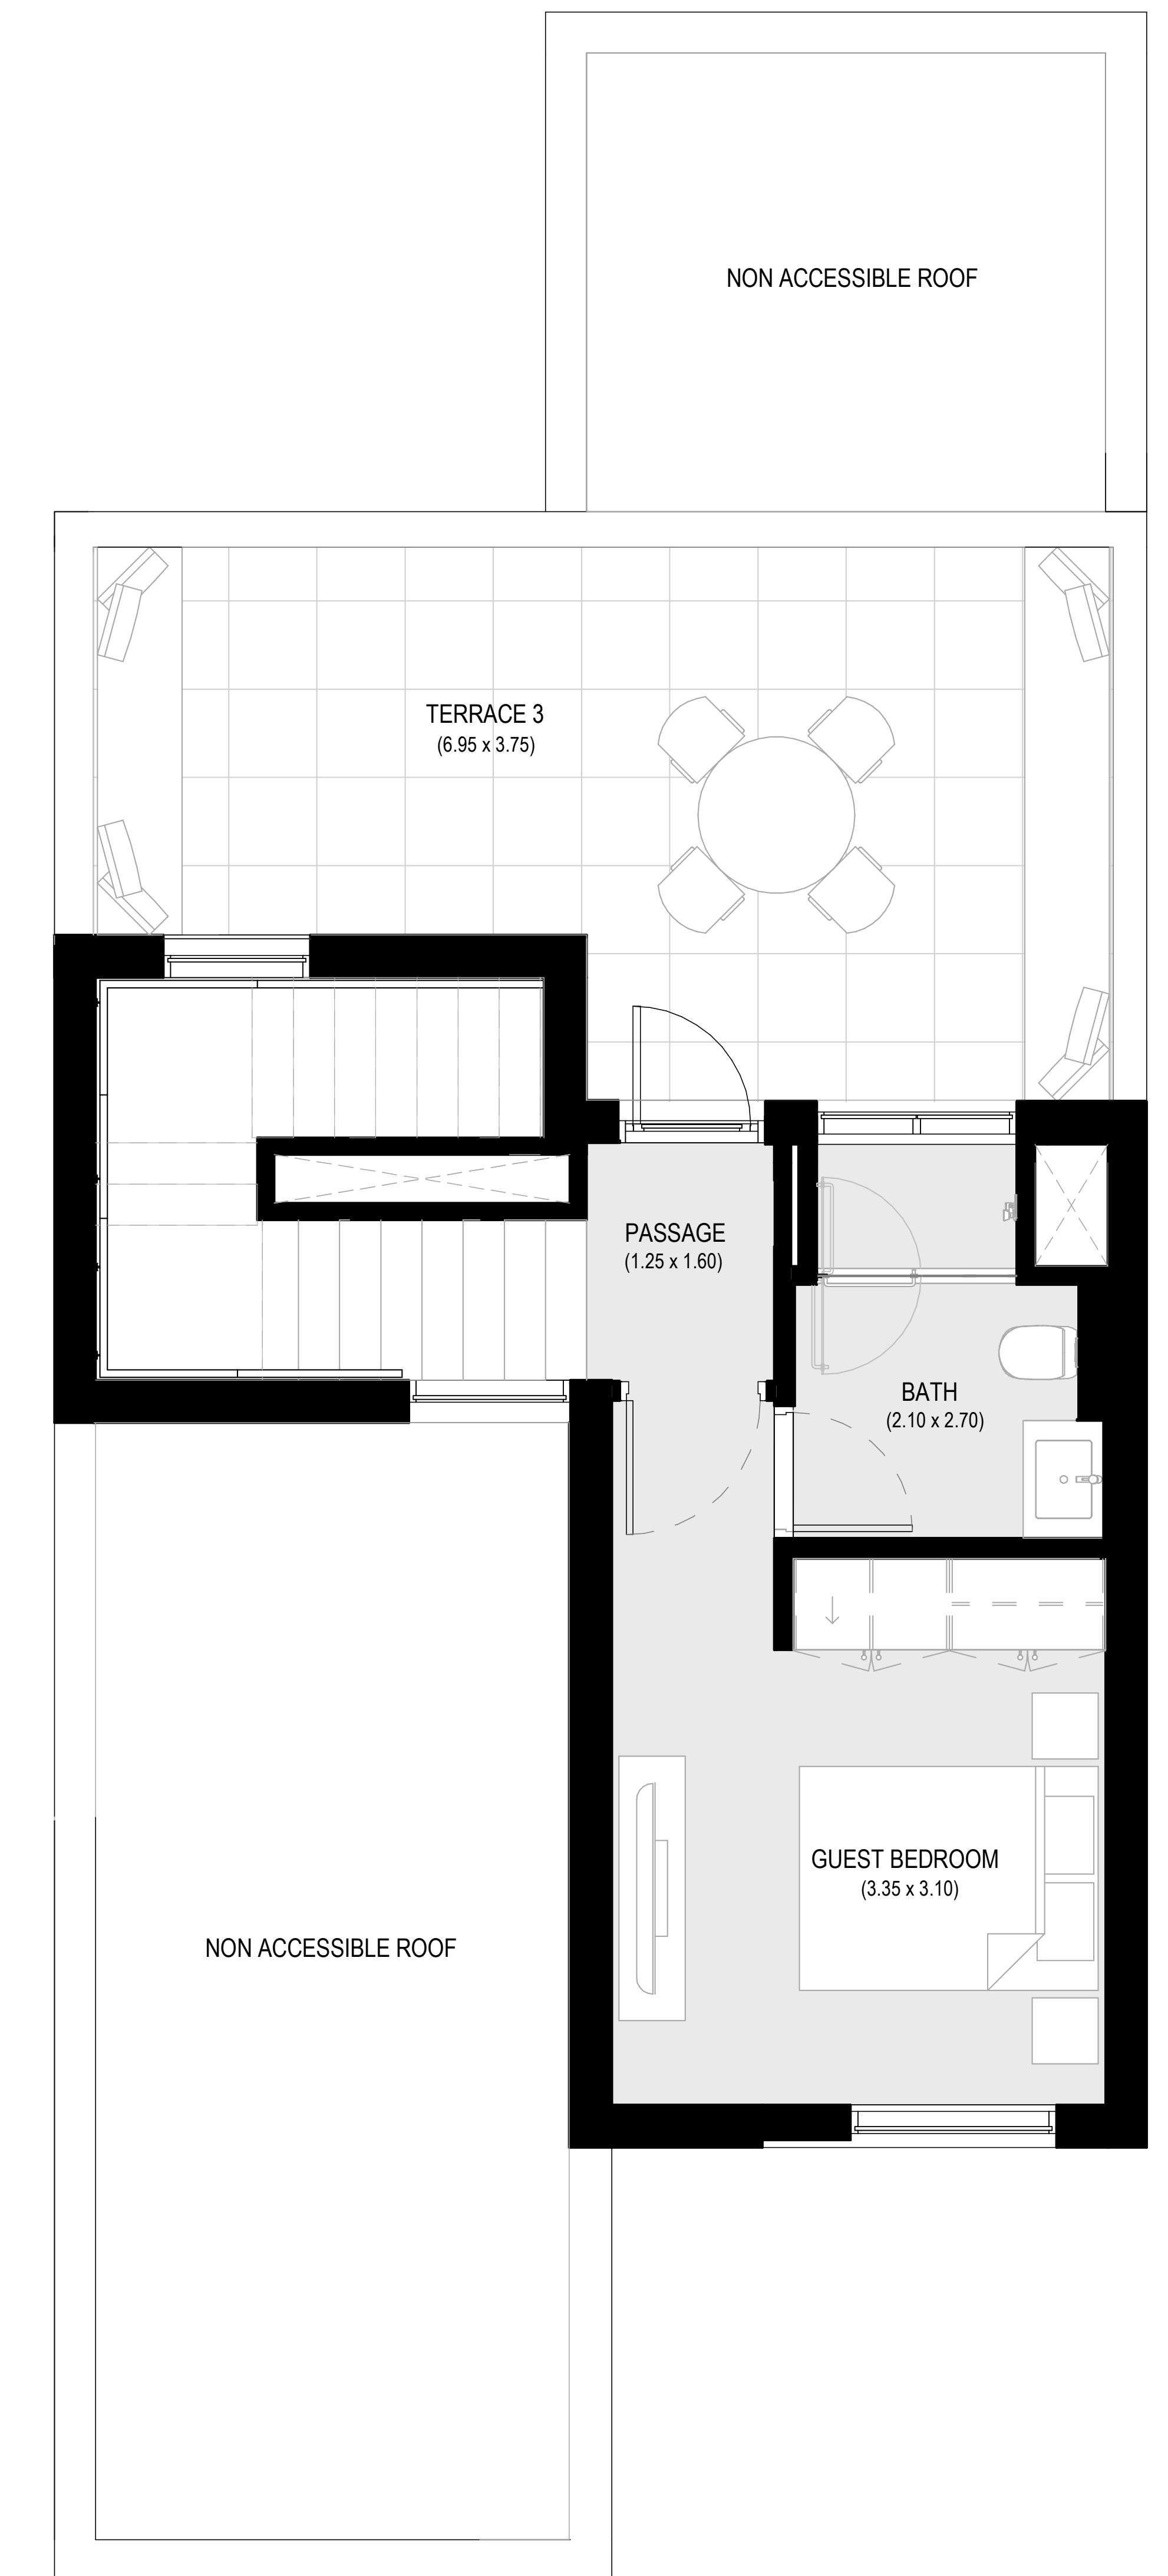 NON ACCESSIBLE ROOF
TERRACE 3
(6.95 x 3.75)
PASSAGE
(1.25 x 1.60)
BATH
(2.10 x 2.70)
GUEST BEDROOM
(3.35 x 3.10)
NON ACCESSIBLE ROOF